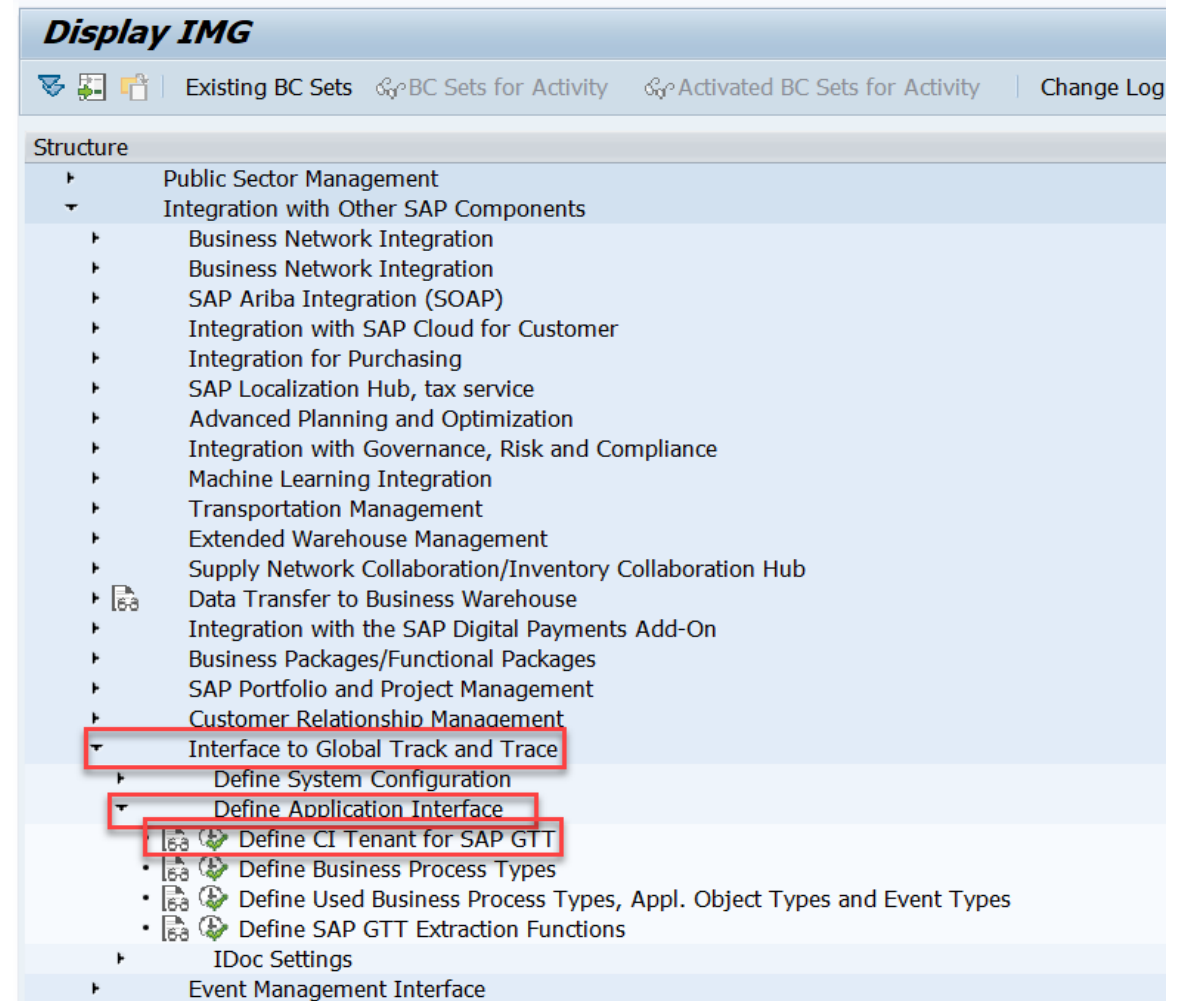 Display IMG
Existing BC Sets BC Sets for Activity Activated BC Sets for Activity Change Log
Structure
Public Sector Management
Integration with Other SAP Components
Business Network Integration
Business Network Integration
SAP Ariba Integration (SOAP)
Integration with SAP Cloud for Customer
Integration for Purchasing
SAP Localization Hub, tax service
Advanced Planning and Optimization
Integration with Governance, Risk and Compliance
Machine Learning Integration
Transportation Management
Extended Warehouse Management
Supply Network Collaboration/Inventory Collaboration Hub
Data Transfer to Business Warehouse
Integration with the SAP Digital Payments Add-On
Business Packages/Functional Packages
SAP Portfolio and Project Management
Customer Relationship Management
Interface to Global Track and Trace
Define System Configuration
Define Application Interface
Define CI Tenant for SAP GTT
Define Business Process Types
Define Used Business Process Types, Appl. Object Types and Event Types
Define SAP GTT Extraction Functions
IDoc Settings
Event Management Interface